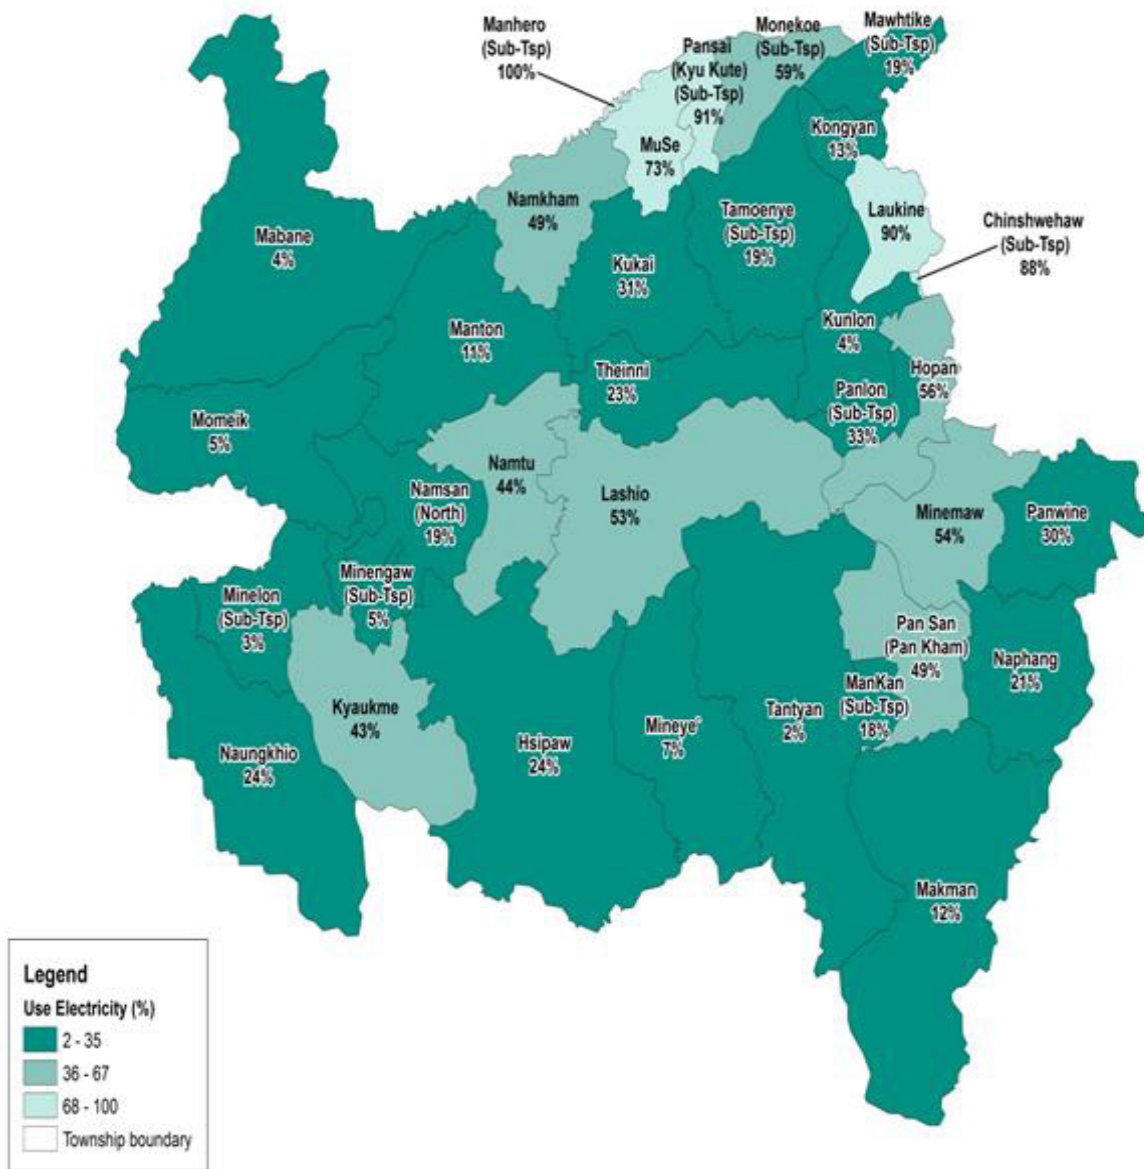 Manhero
(Sub-Tsp)
100%
Pansai
(Kyu Kute)
(Sub-Tsp)
91%
Monekoe
(Sub-Tsp)
59%
Mawhtike
(Sub-Tsp)
19%
MuSe
73%
Kongyan
13%
Namkham
49%
Tamoenye
(Sub-Tsp)
19%
Laukine
90%
Chinshwehaw
(Sub-Tsp)
88%
Mabane
4%
Kukai
31%
Manton
11%
Kunlon
4%
Theinni
23%
Hopan
56%
Panlon
(Sub-Tsp)
33%
Momeik
5%
Namtu
44%
Namsan
(North)
19%
Lashio
53%
Minemaw
54%
Panwine
30%
Minengaw
(Sub-Tsp)
5%
Minelon
(Sub-Tsp)
3%
Pan San
(Pan Kham)
49%
Naphang
21%
ManKan
(Sub-Tsp)
18%
Kyaukme
43%
Tantyan
2%
Mineye'
7%
Hsipaw
24%
Naungkhio
24%
Makman
12%
Legend
Use Electricity (%)
2 - 35
36 - 67
68 - 100
Township boundary